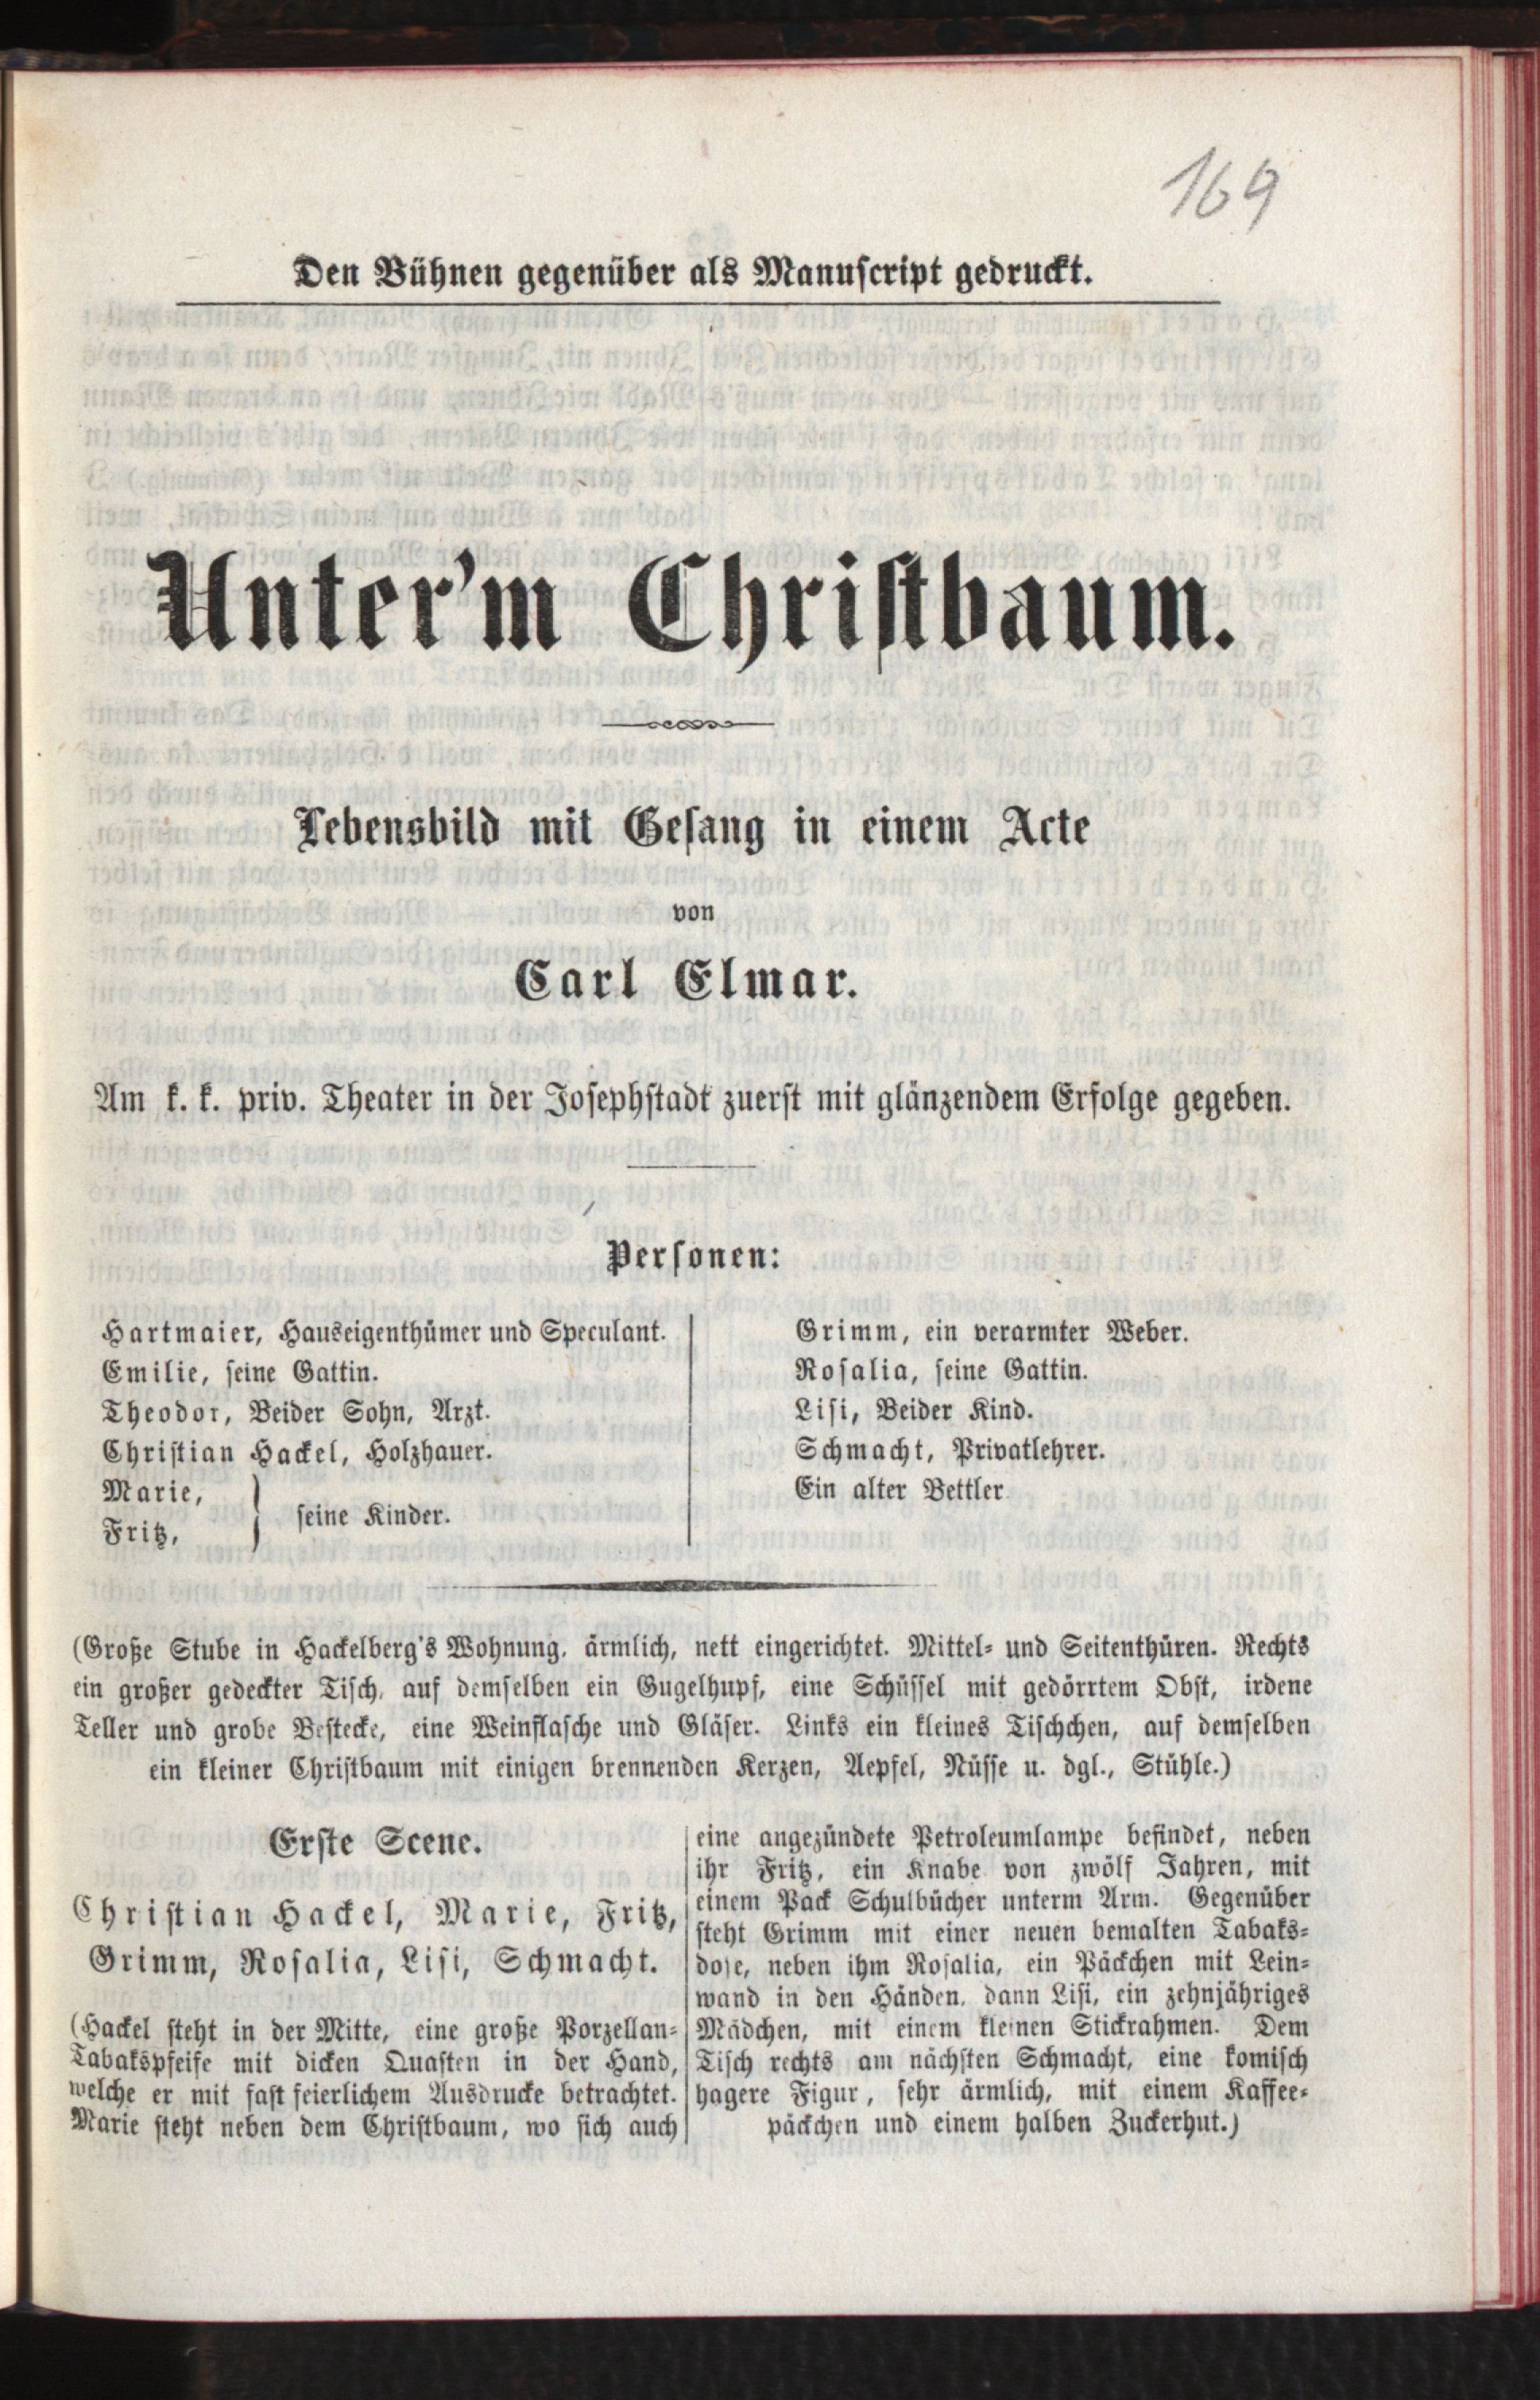 169
Den Bühnen gegenüber als Manuscript gedruckt.
Unter'm Christbaum.
Lebensbild mit Gesang in einem Acte
von
Carl Elmar.
Am k. k. priv. Theater in der Josephstadt zuerst mit glänzendem Erfolge gegeben.
Personen:
Hartmaier, Hauseigenthümer und Speculant.
Emilie, seine Gattin.
Theodor, Beider Sohn, Arzt.
Christian Hackel, Holzhauer.
Marie,
Fritz,
seine Kinder.
Grimm, ein verarmter Weber.
Rosalia, seine Gattin.
Lisi, Beider Kind.
Schmacht, Privatlehrer.
Ein alter Bettler
(Große Stube in Hackelberg's Wohnung, ärmlich, nett eingerichtet. Mittel- und Seitenthüren. Rechts
ein großer gedeckter Tisch, auf demselben ein Gugelhupf, eine Schüssel mit gedörrtem Obst, irdene
Teller und grobe Bestecke, eine Weinflasche und Gläser. Links ein kleines Tischchen, auf demselben
ein kleiner Christbaum mit einigen brennenden Kerzen, Aepfel, Nüsse u. dgl., Stühle.)
Erste Scene.
Christian Hackel, Marie, Fritz,
Grimm, Rosalia, Lisi, Schmacht.
(Hackel steht in der Mitte, eine große Porzellan-
Tabakspfeife mit dicken Quasten in der Hand,
welche er mit fast feierlichem Ausdrucke betrachtet.
Marie steht neben dem Christbaum, wo sich auch
eine angezündete Petroleumlampe befindet, neben
ihr Fritz, ein Knabe von zwölf Jahren, mit
einem Pack Schulbücher unterm Arm. Gegenüber
steht Grimm mit einer neuen bemalten Tabaks-
dose, neben ihm Rosalia, ein Päckchen mit Lein-
wand in den Händen, dann Lisi, ein zehnjähriges
Mädchen, mit einem kleinen Stickrahmen. Dem
Tisch rechts am nächsten Schmacht, eine komisch
hagere Figur, sehr ärmlich, mit einem Kaffee-
päckchen und einem halben Zuckerhut.)